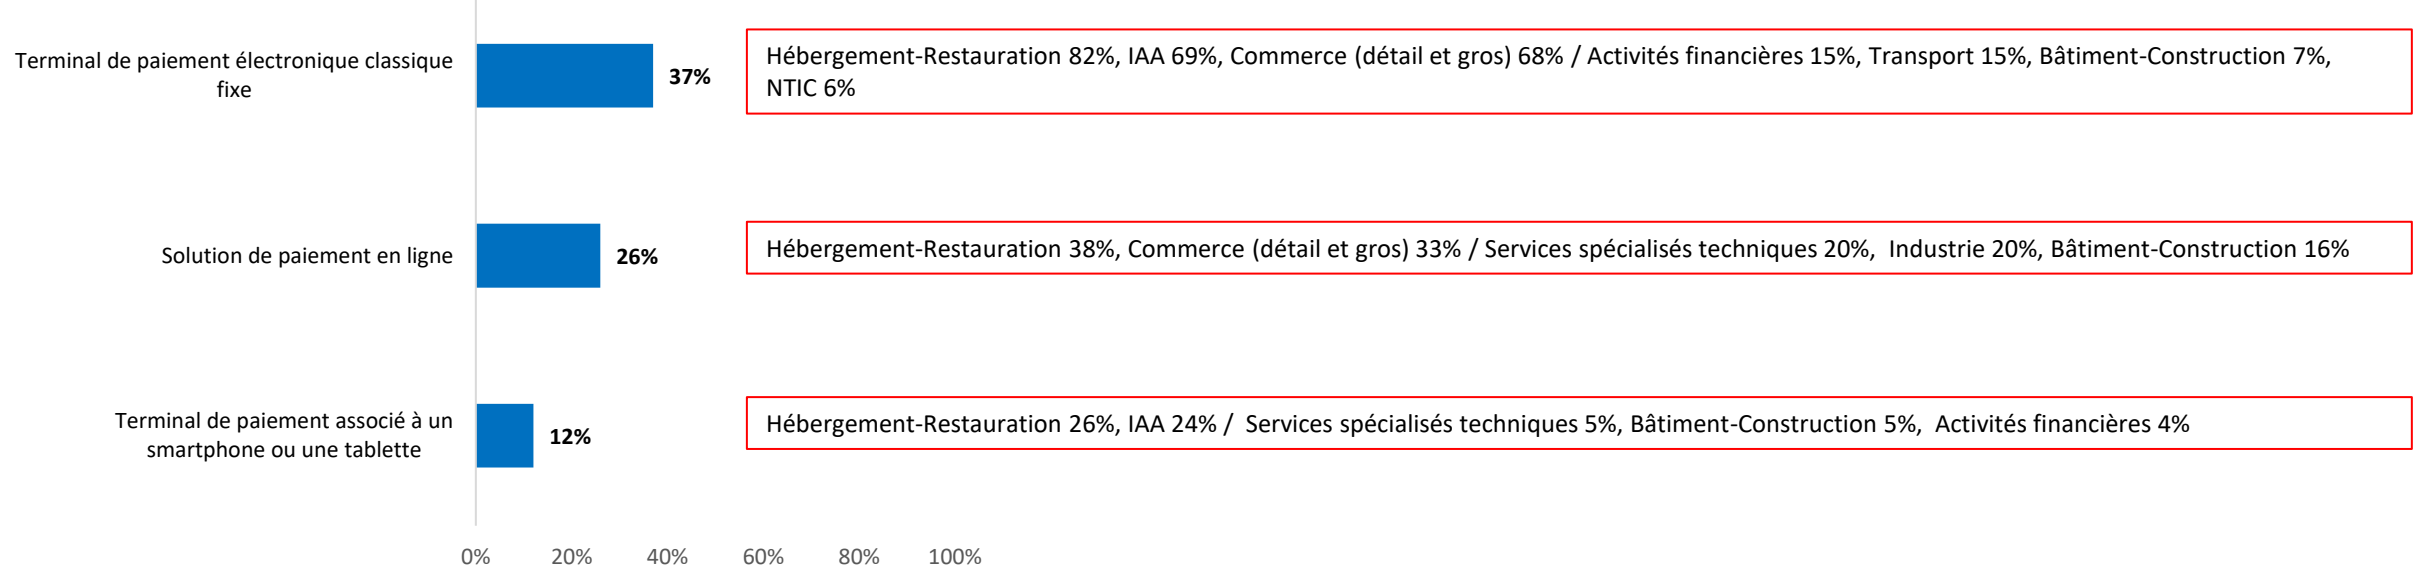 Terminal de paiement électronique classique
fixe
37%
Hébergement-Restauration 82%, IAA 69%, Commerce (détail et gros) 68% / Activités financières 15%, Transport 15%, Bâtiment-Construction 7%,
NTIC 6%
Solution de paiement en ligne
26%
Hébergement-Restauration 38%, Commerce (détail et gros) 33% / Services spécialisés techniques 20%, Industrie 20%, Bâtiment-Construction 16%
Terminal de paiement associé à un
smartphone ou une tablette
12%
Hébergement-Restauration 26%, IAA 24% / Services spécialisés techniques 5%, Bâtiment-Construction 5%, Activités financières 4%
0% 20% 40% 60% 80% 100%